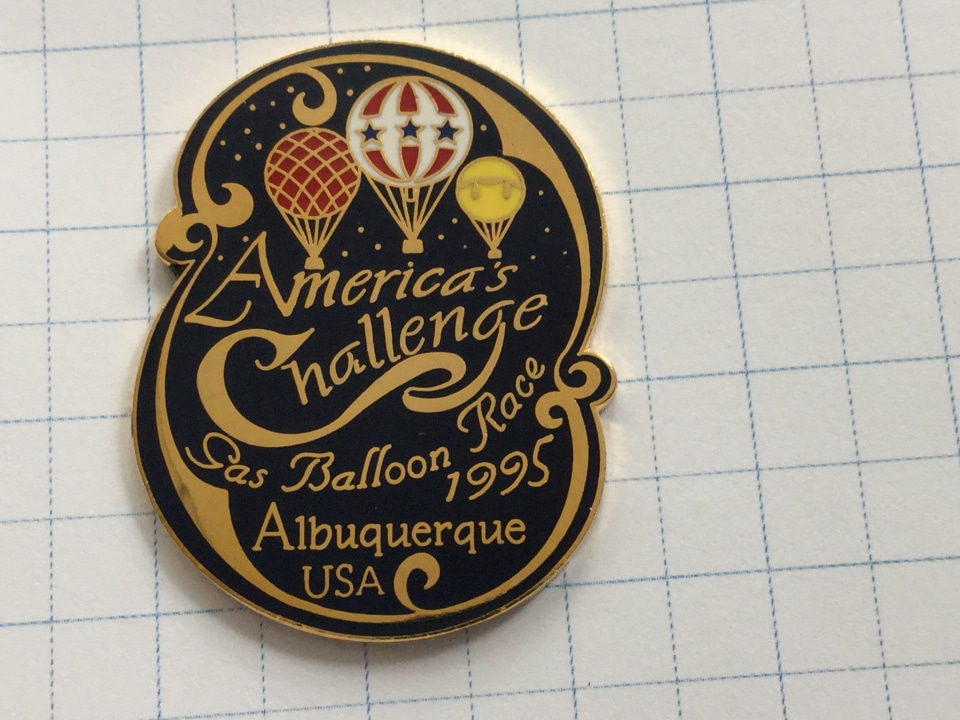 America's
Challenge
Gas Balloon Race
1995
Albuquerque
USA